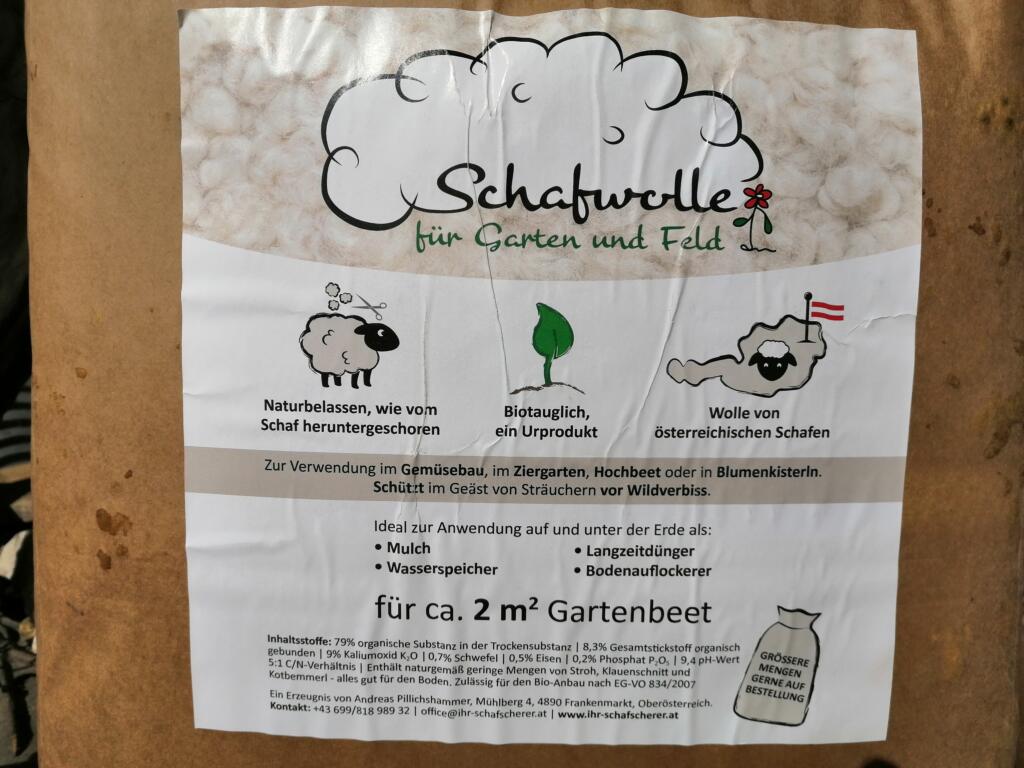 Schafwolle
für Garten und Feld
Naturbelassen, wie vom
Schaf heruntergeschoren
Biotauglich,
ein Urprodukt
Wolle von
österreichischen Schafen
Zur Verwendung im Gemüsebau, im Ziergarten, Hochbeet oder in Blumenkisterln.
Schützt im Geäst von Sträuchern vor Wildverbiss.
Ideal zur Anwendung auf und unter der Erde als:
• Mulch
• Wasserspeicher
• Langzeitdünger
• Bodenauflockerer
für ca. 2 m² Gartenbeet
Inhaltsstoffe: 79% organische Substanz in der Trockensubstanz | 8,3% Gesamtstickstoff organisch
gebunden | 9% Kaliumoxid K₂O | 0,7% Schwefel | 0,5% Eisen | 0,2% Phosphat P₂O₅ | 9,4 pH-Wert
5:1 C/N-Verhältnis | Enthält naturgemäß geringe Mengen von Stroh, Klauenschnitt und
Kotbemmerl - alles gut für den Boden. Zulässig für den Bio-Anbau nach EG-VO 834/2007
Ein Erzeugnis von Andreas Pillichshammer, Mühlberg 4, 4890 Frankenmarkt, Oberösterreich.
Kontakt: +43 699/818 989 32 | office@ihr-schafscherer.at | www.ihr-schafscherer.at
GRÖSSERE
MENGEN
GERNE AUF
BESTELLUNG